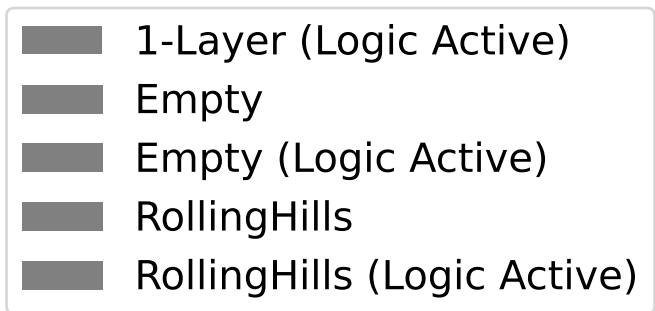 1-Layer (Logic Active)
Empty
Empty (Logic Active)
RollingHills
RollingHills (Logic Active)